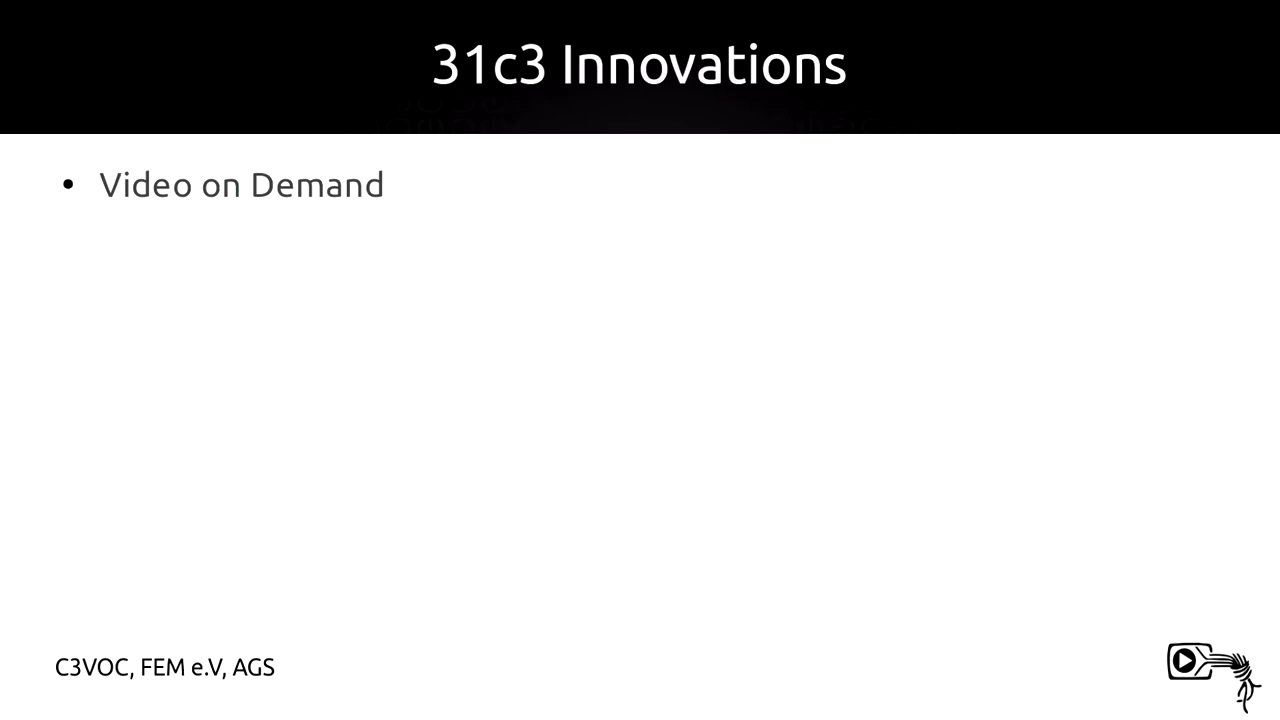 31c3 Innovations
• Video on Demand
C3VOC, FEM e.V, AGS